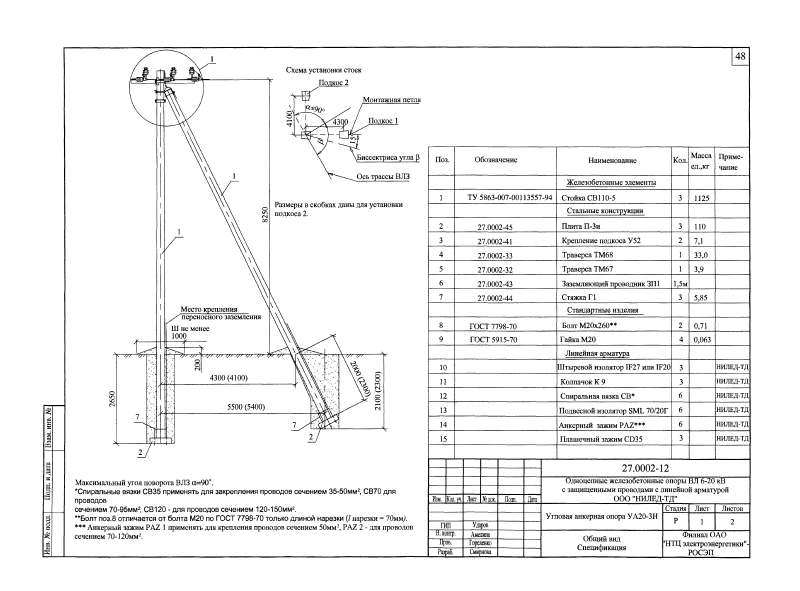 48
1
Схема установки стоек
Подкос 2
α=90°
Монтажная петля
4300
Подкос 1
4100
15°
β
Биссектриса угла β
Ось трассы ВЛЗ
1
Размеры в скобках даны для установки
подкоса 2.
8250
1
Место крепления
переносного заземления
Ш не менее
1000
200
4300 (4100)
2000 (2300)
2100 (2300)
2650
5500 (5400)
7
7
2
2
Поз. Обозначение Наименование Кол. Масса ед.,кг Приме-чание
Железобетонные элементы
1 ТУ 5863-007-00113557-94 Стойка СВ110-5 3 1125
Стальные конструкции
2 27.0002-45 Плита П-3и 3 110
3 27.0002-41 Крепление подкоса У52 2 7,1
4 27.0002-33 Траверса ТМ68 1 33,0
5 27.0002-32 Траверса ТМ67 1 3,9
6 27.0002-43 Заземляющий проводник ЗП1 1,5м
7 27.0002-44 Стяжка Г1 3 5,85
Стандартные изделия
8 ГОСТ 7798-70 Болт М20х260** 2 0,71
9 ГОСТ 5915-70 Гайка М20 4 0,063
Линейная арматура
10 Штыревой изолятор IF27 или IF20 3 НИЛЕД-ТД
11 Колпачок К 9 3 НИЛЕД-ТД
12 Спиральная вязка СВ* 6 НИЛЕД-ТД
13 Подвесной изолятор SML 70/20Г 6 НИЛЕД-ТД
14 Анкерный зажим PAZ*** 6 НИЛЕД-ТД
15 Плашечный зажим CD35 3 НИЛЕД-ТД
Максимальный угол поворота ВЛЗ α=90°.
*Спиральные вязки СВ35 применять для закрепления проводов сечением 35-50мм², СВ70 для
проводов
сечением 70-95мм², СВ120 - для проводов сечением 120-150мм².
**Болт поз.8 отличается от болта М20 по ГОСТ 7798-70 только длиной нарезки (l нарезки = 70мм).
*** Анкерный зажим PAZ 1 применять для крепления проводов сечением 50мм², PAZ 2 - для проводов
сечением 70-120мм².
Взам. инв. №
Подп. и дата
Инв. № подл.
27.0002-12
Одноцепные железобетонные опоры ВЛ 6-20 кВ
с защищенными проводами с линейной арматурой
ООО "НИЛЕД-ТД"
Изм. Кол. уч Лист № док. Подп. Дата
Угловая анкерная опора УА20-3Н
Стадия Лист Листов
Р 1 2
ГИП Ударов
Н. контр. Амелина
Пров. Гореленко
Разраб. Смирнова
Общий вид
Спецификация
Филиал ОАО
"НТЦ электроэнергетики"-
РОСЭП